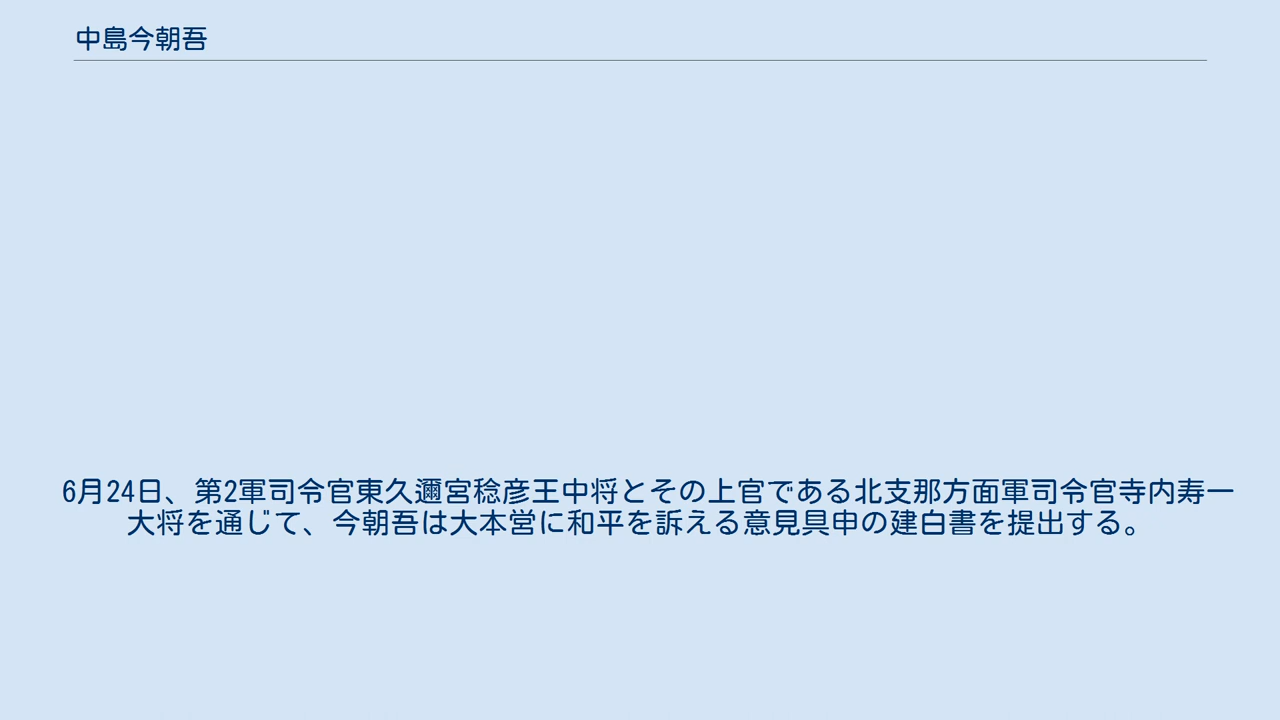 中島今朝吾
6月24日、第2軍司令官東久邇宮稔彦王中将とその上官である北支那方面軍司令官寺内寿一
大将を通じて、今朝吾は大本営に和平を訴える意見具申の建白書を提出する。